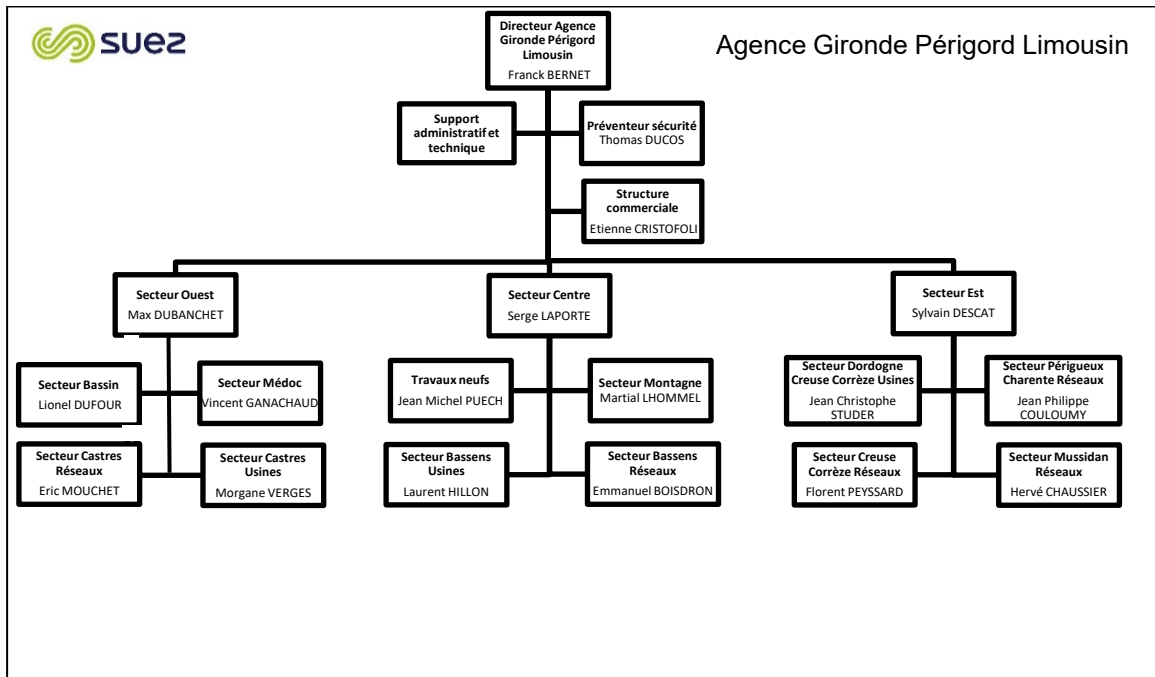 suez
Agence Gironde Périgord Limousin
Directeur Agence
Gironde Périgord
Limousin
Franck BERNET
Support
administratif et
technique
Préventeur sécurité
Thomas DUCOS
Structure
commerciale
Etienne CRISTOFOLI
Secteur Ouest
Max DUBANCHET
Secteur Centre
Serge LAPORTE
Secteur Est
Sylvain DESCAT
Secteur Bassin
Lionel DUFOUR
Secteur Médoc
Vincent GANACHAUD
Travaux neufs
Jean Michel PUECH
Secteur Montagne
Martial LHOMMEL
Secteur Dordogne
Creuse Corrèze Usines
Jean Christophe
STUDER
Secteur Périgueux
Charente Réseaux
Jean Philippe
COULOUMY
Secteur Castres
Réseaux
Eric MOUCHET
Secteur Castres
Usines
Morgane VERGES
Secteur Bassens
Usines
Laurent HILLON
Secteur Bassens
Réseaux
Emmanuel BOISDRON
Secteur Creuse
Corrèze Réseaux
Florent PEYSSARD
Secteur Mussidan
Réseaux
Hervé CHAUSSIER